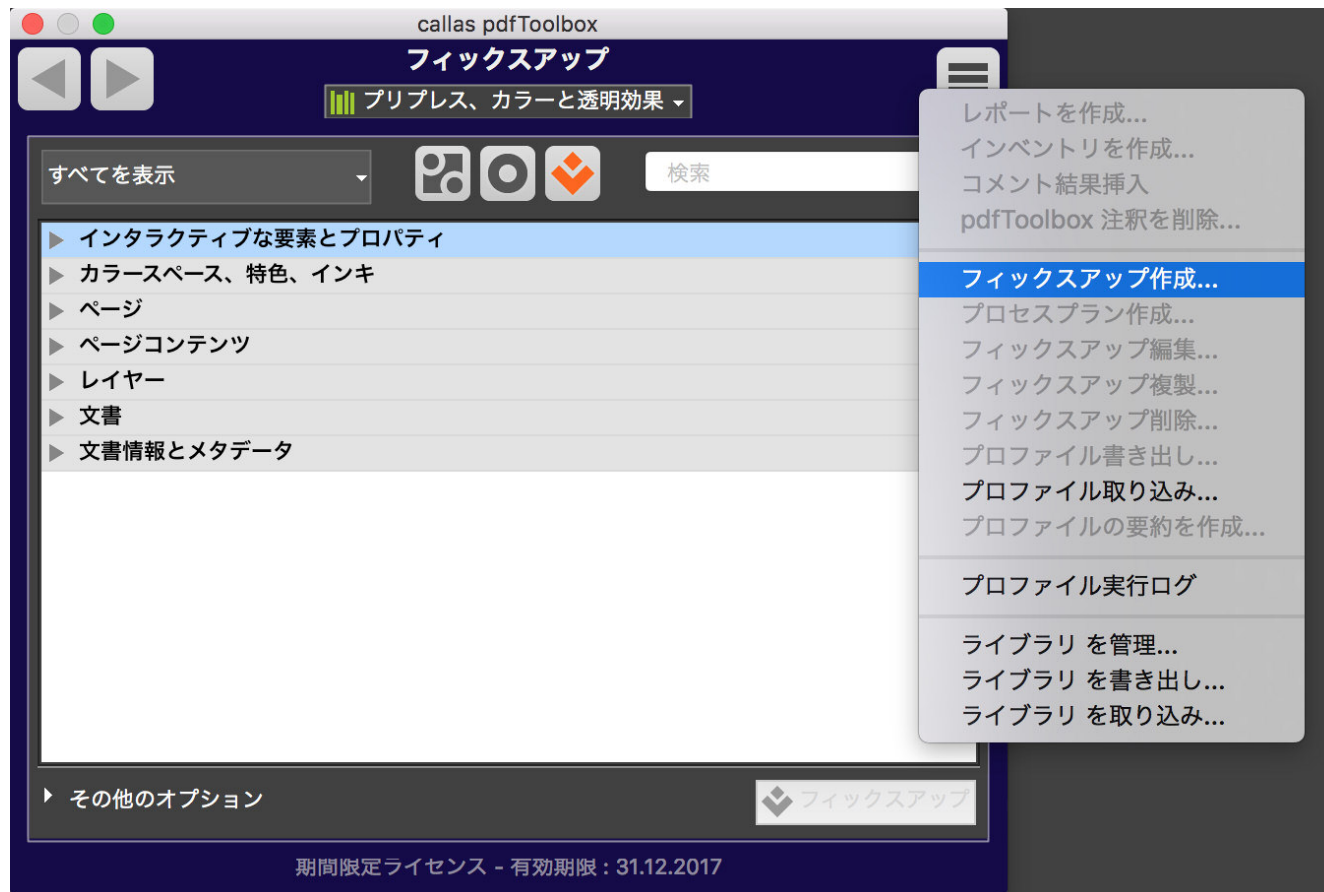 callas pdfToolbox
フィックスアップ
プリプレス、カラーと透明効果
すべてを表示
検索
インタラクティブな要素とプロパティ
カラースペース、特色、インキ
ページ
ページコンテンツ
レイヤー
文書
文書情報とメタデータ
その他のオプション
フィックスアップ
期間限定ライセンス - 有効期限 : 31.12.2017
レポートを作成...
インベントリを作成...
コメント結果挿入
pdfToolbox 注釈を削除...
フィックスアップ作成...
プロセスプラン作成...
フィックスアップ編集...
フィックスアップ複製...
フィックスアップ削除...
プロファイル書き出し...
プロファイル取り込み...
プロファイルの要約を作成...
プロファイル実行ログ
ライブラリ を管理...
ライブラリ を書き出し...
ライブラリ を取り込み...